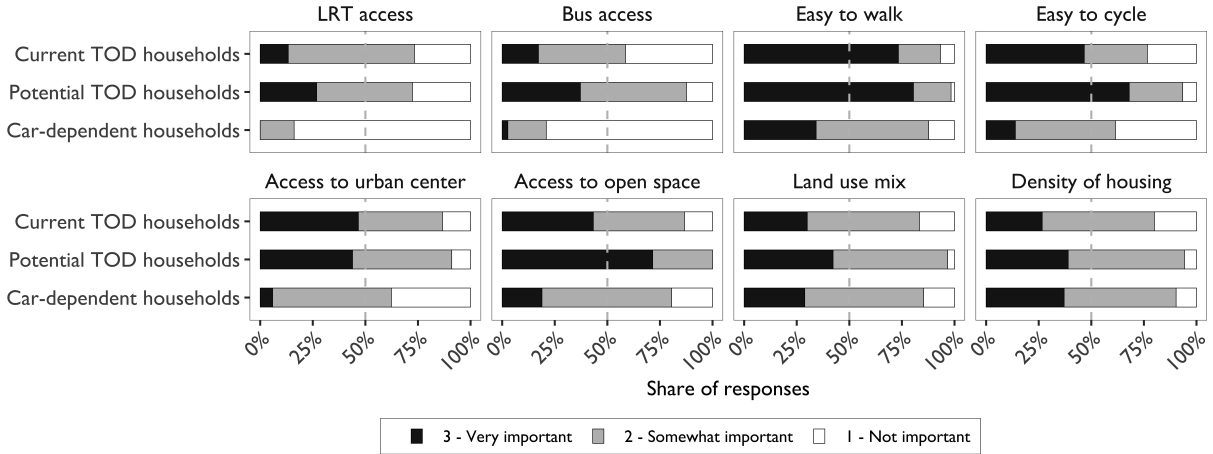 LRT access Bus access Easy to walk Easy to cycle
Current TOD households
Potential TOD households
Car-dependent households
Access to urban center Access to open space Land use mix Density of housing
Current TOD households
Potential TOD households
Car-dependent households
0% 25% 50% 75% 100% 0% 25% 50% 75% 100% 0% 25% 50% 75% 100% 0% 25% 50% 75% 100%
Share of responses
3 - Very important 2 - Somewhat important 1 - Not important